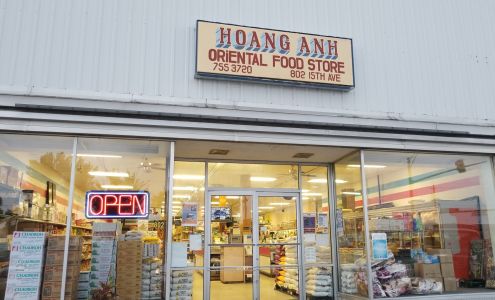 HOANG ANH
ORIENTAL FOOD STORE
755 3720 802 15TH AVE
OPEN